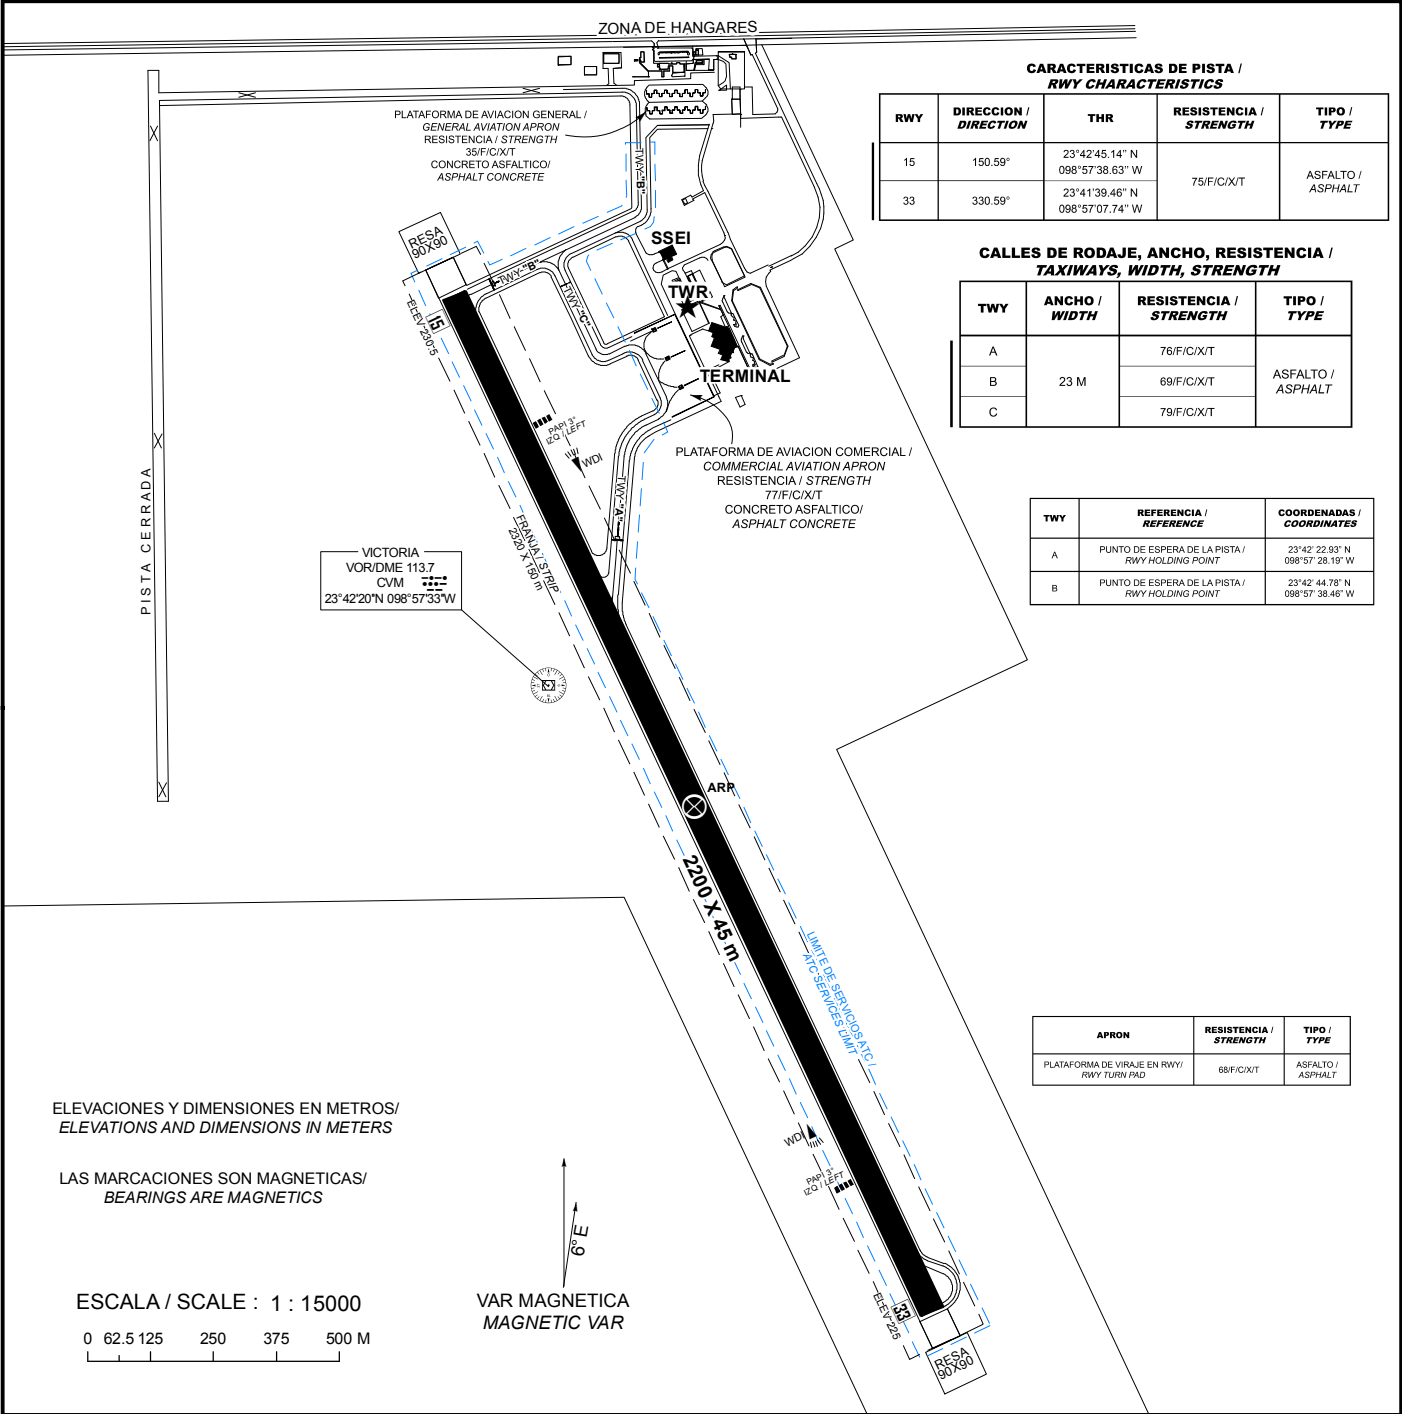 ZONA DE HANGARES
PLATAFORMA DE AVIACION GENERAL /
GENERAL AVIATION APRON
RESISTENCIA / STRENGTH
35/F/C/X/T
CONCRETO ASFALTICO/
ASPHALT CONCRETE
TWY-"B"
RESA
90X90
TWY-"B"
TWY-"C"
SSEI
TWR
TERMINAL
15
ELEV-230.5
PAPI 3°
IZQ / LEFT
WDI
TWY-"A"
PLATAFORMA DE AVIACION COMERCIAL /
COMMERCIAL AVIATION APRON
RESISTENCIA / STRENGTH
77/F/C/X/T
CONCRETO ASFALTICO/
ASPHALT CONCRETE
PISTA CERRADA
FRANJA / STRIP
2320 X 150 m
VICTORIA
VOR/DME 113.7
CVM
23°42'20"N 098°57'33"W
ARP
2200 X 45 m
LIMITE DE SERVICIOS ATC /
ATC SERVICES LIMIT
WDI
PAPI 3°
IZQ / LEFT
33
ELEV-225
RESA
90X90
CARACTERISTICAS DE PISTA /
RWY CHARACTERISTICS
RWY DIRECCION / DIRECTION THR RESISTENCIA / STRENGTH TIPO / TYPE
15 150.59° 23°42'45.14" N 098°57'38.63" W 75/F/C/X/T ASFALTO / ASPHALT
33 330.59° 23°41'39.46" N 098°57'07.74" W
CALLES DE RODAJE, ANCHO, RESISTENCIA /
TAXIWAYS, WIDTH, STRENGTH
TWY ANCHO / WIDTH RESISTENCIA / STRENGTH TIPO / TYPE
A 23 M 76/F/C/X/T ASFALTO / ASPHALT
B 69/F/C/X/T
C 79/F/C/X/T
TWY REFERENCIA / REFERENCE COORDENADAS / COORDINATES
A PUNTO DE ESPERA DE LA PISTA / RWY HOLDING POINT 23°42' 22.93" N 098°57' 28.19" W
B PUNTO DE ESPERA DE LA PISTA / RWY HOLDING POINT 23°42' 44.78" N 098°57' 38.46" W
APRON RESISTENCIA / STRENGTH TIPO / TYPE
PLATAFORMA DE VIRAJE EN RWY/ RWY TURN PAD 68/F/C/X/T ASFALTO / ASPHALT
ELEVACIONES Y DIMENSIONES EN METROS/
ELEVATIONS AND DIMENSIONS IN METERS
LAS MARCACIONES SON MAGNETICAS/
BEARINGS ARE MAGNETICS
6° E
VAR MAGNETICA
MAGNETIC VAR
ESCALA / SCALE : 1 : 15000
0 62.5 125 250 375 500 M